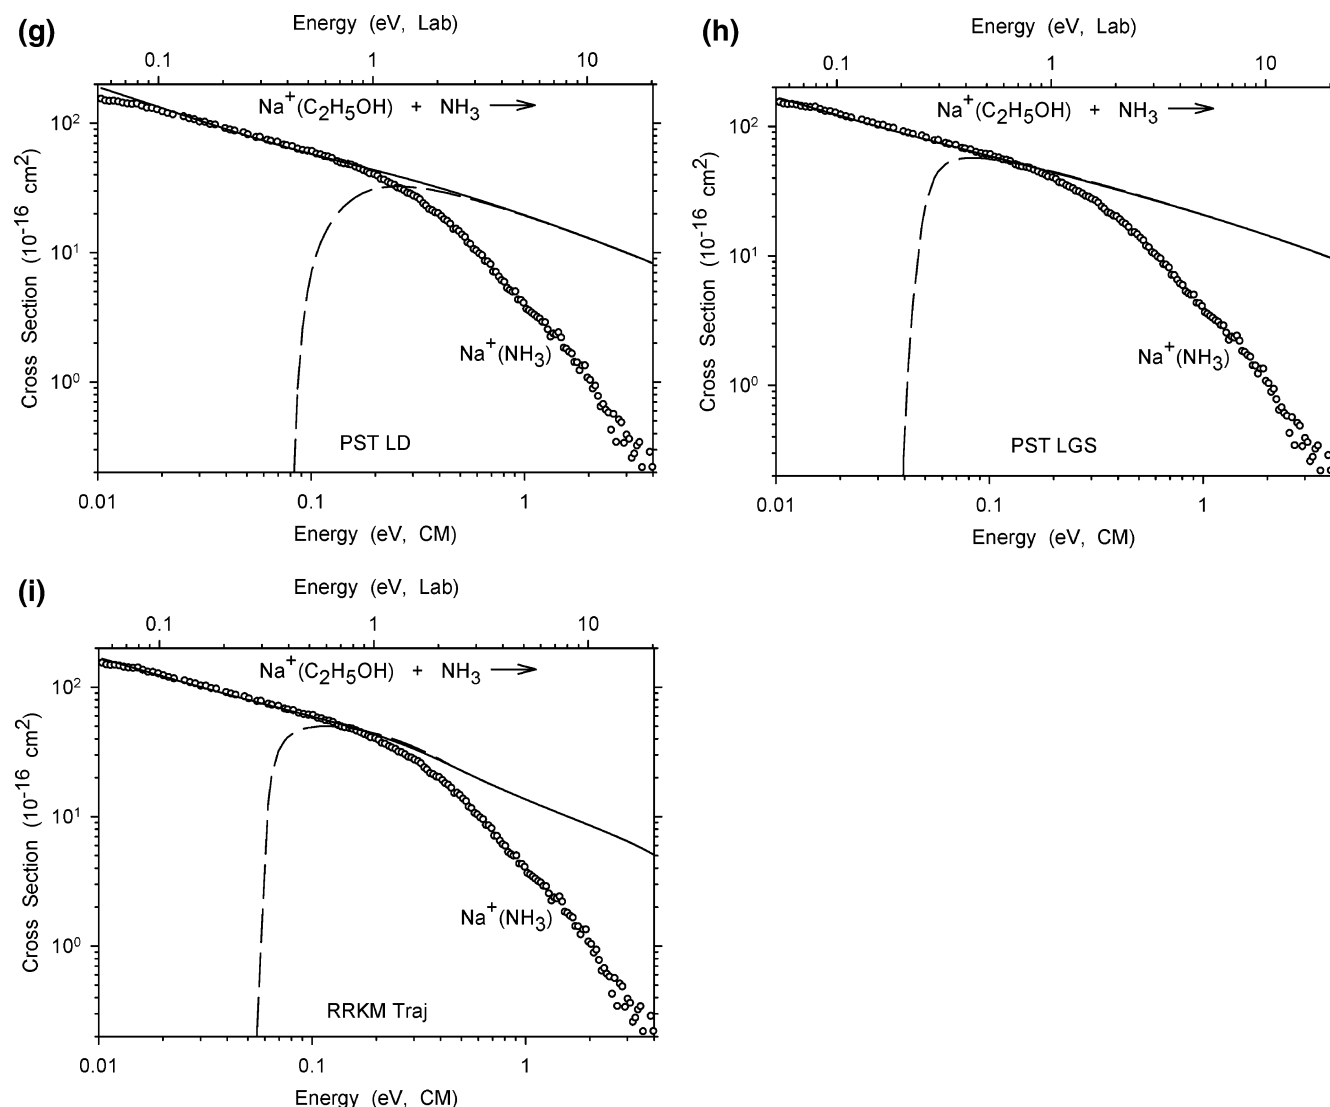 (g)
Energy (eV, Lab)
0.1 1 10
Na⁺(C₂H₅OH) + NH₃ →
10²
10¹
10⁰
Cross Section (10⁻¹⁶ cm²)
Na⁺(NH₃)
PST LD
0.01 0.1 1
Energy (eV, CM)
(h)
Energy (eV, Lab)
0.1 1 10
Na⁺(C₂H₅OH) + NH₃ →
10²
10¹
10⁰
Cross Section (10⁻¹⁶ cm²)
Na⁺(NH₃)
PST LGS
0.01 0.1 1
Energy (eV, CM)
(i)
Energy (eV, Lab)
0.1 1 10
Na⁺(C₂H₅OH) + NH₃ →
10²
10¹
10⁰
Cross Section (10⁻¹⁶ cm²)
Na⁺(NH₃)
RRKM Traj
0.01 0.1 1
Energy (eV, CM)